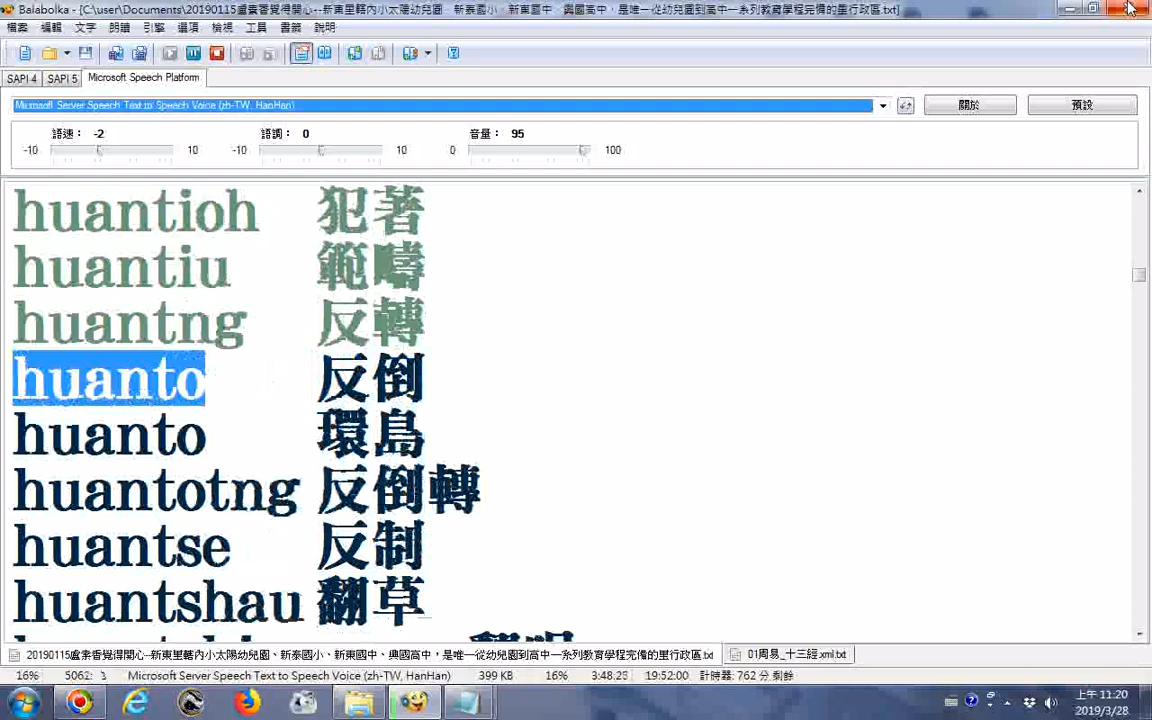 Balabolka - [C:\user\Documents\20190115盧素香覺得開心--新東里轄內小太陽幼兒園、新泰國小、新東國中、興國高中，是唯一從幼兒園到高中一系列教育學程完備的里行政區.txt]
檔案 編輯 文字 朗讀 引擎 選項 檢視 工具 書籤 說明
SAPI 4 SAPI 5 Microsoft Speech Platform
Microsoft Server Speech Text to Speech Voice (zh-TW, HanHan) 關於 預設
語速： -2 語調： 0 音量： 95
-10 10 -10 10 0 100
huantioh 犯著
huantiu 範疇
huantng 反轉
huanto 反倒
huanto 環島
huantotng 反倒轉
huantse 反制
huantshau 翻草
20190115盧素香覺得開心--新東里轄內小太陽幼兒園、新泰國小、新東國中、興國高中，是唯一從幼兒園到高中一系列教育學程完備的里行政區.txt 01周易_十三經.xml.txt
16% Microsoft Server Speech Text to Speech Voice (zh-TW, HanHan) 399 KB 16% 3:48:23 19:52:00 計時器: 762 分 剩餘
上午 11:20
2019/3/28